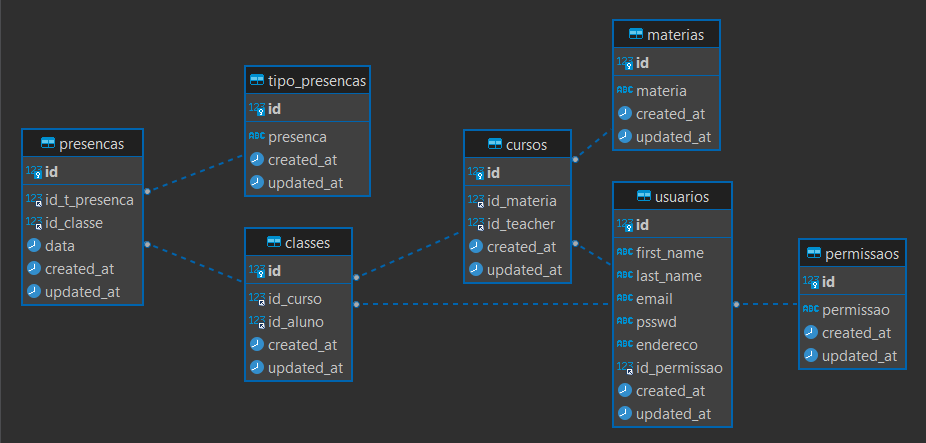 presencas
id
id_t_presenca
id_classe
data
created_at
updated_at
tipo_presencas
id
presenca
created_at
updated_at
classes
id
id_curso
id_aluno
created_at
updated_at
cursos
id
id_materia
id_teacher
created_at
updated_at
materias
id
materia
created_at
updated_at
usuarios
id
first_name
last_name
email
psswd
endereco
id_permissao
created_at
updated_at
permissaos
id
permissao
created_at
updated_at